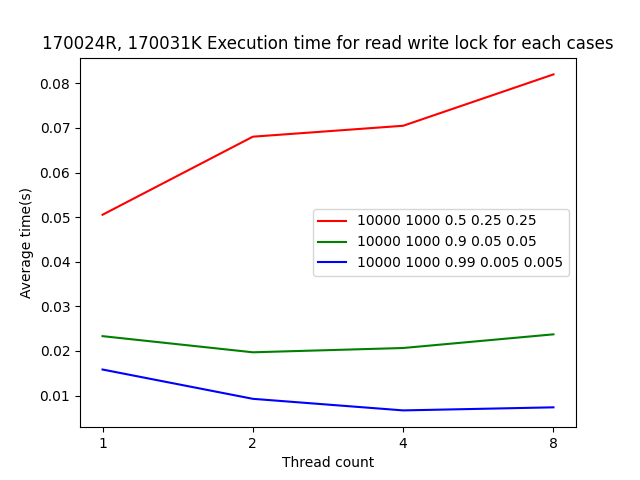 170024R, 170031K Execution time for read write lock for each cases
0.08
0.07
0.06
0.05
0.04
0.03
0.02
0.01
Average time(s)
10000 1000 0.5 0.25 0.25
10000 1000 0.9 0.05 0.05
10000 1000 0.99 0.005 0.005
1 2 4 8
Thread count